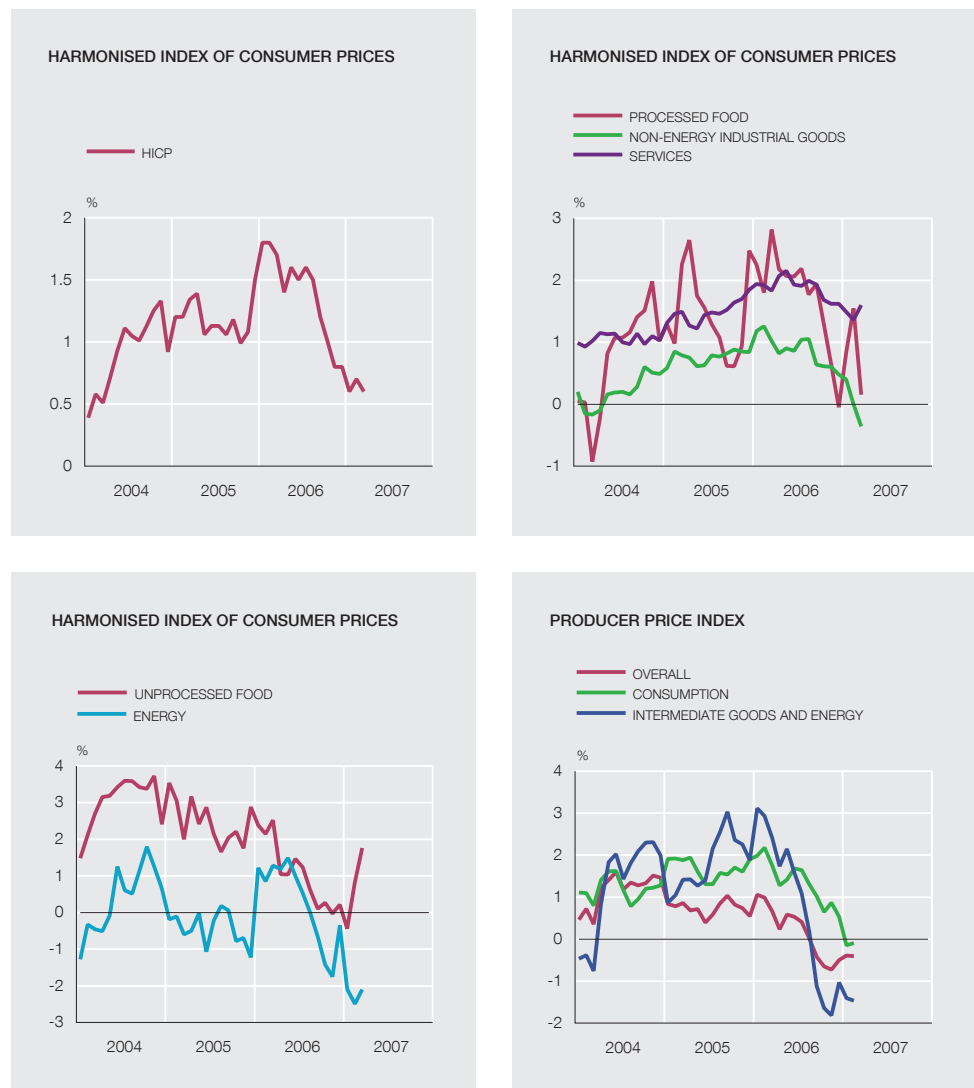 HARMONISED INDEX OF CONSUMER PRICES
HICP
%
2
1.5
1
0.5
0
2004 2005 2006 2007
HARMONISED INDEX OF CONSUMER PRICES
PROCESSED FOOD
NON-ENERGY INDUSTRIAL GOODS
SERVICES
%
3
2
1
0
-1
2004 2005 2006 2007
HARMONISED INDEX OF CONSUMER PRICES
UNPROCESSED FOOD
ENERGY
%
4
3
2
1
0
-1
-2
-3
2004 2005 2006 2007
PRODUCER PRICE INDEX
OVERALL
CONSUMPTION
INTERMEDIATE GOODS AND ENERGY
%
4
3
2
1
0
-1
-2
2004 2005 2006 2007